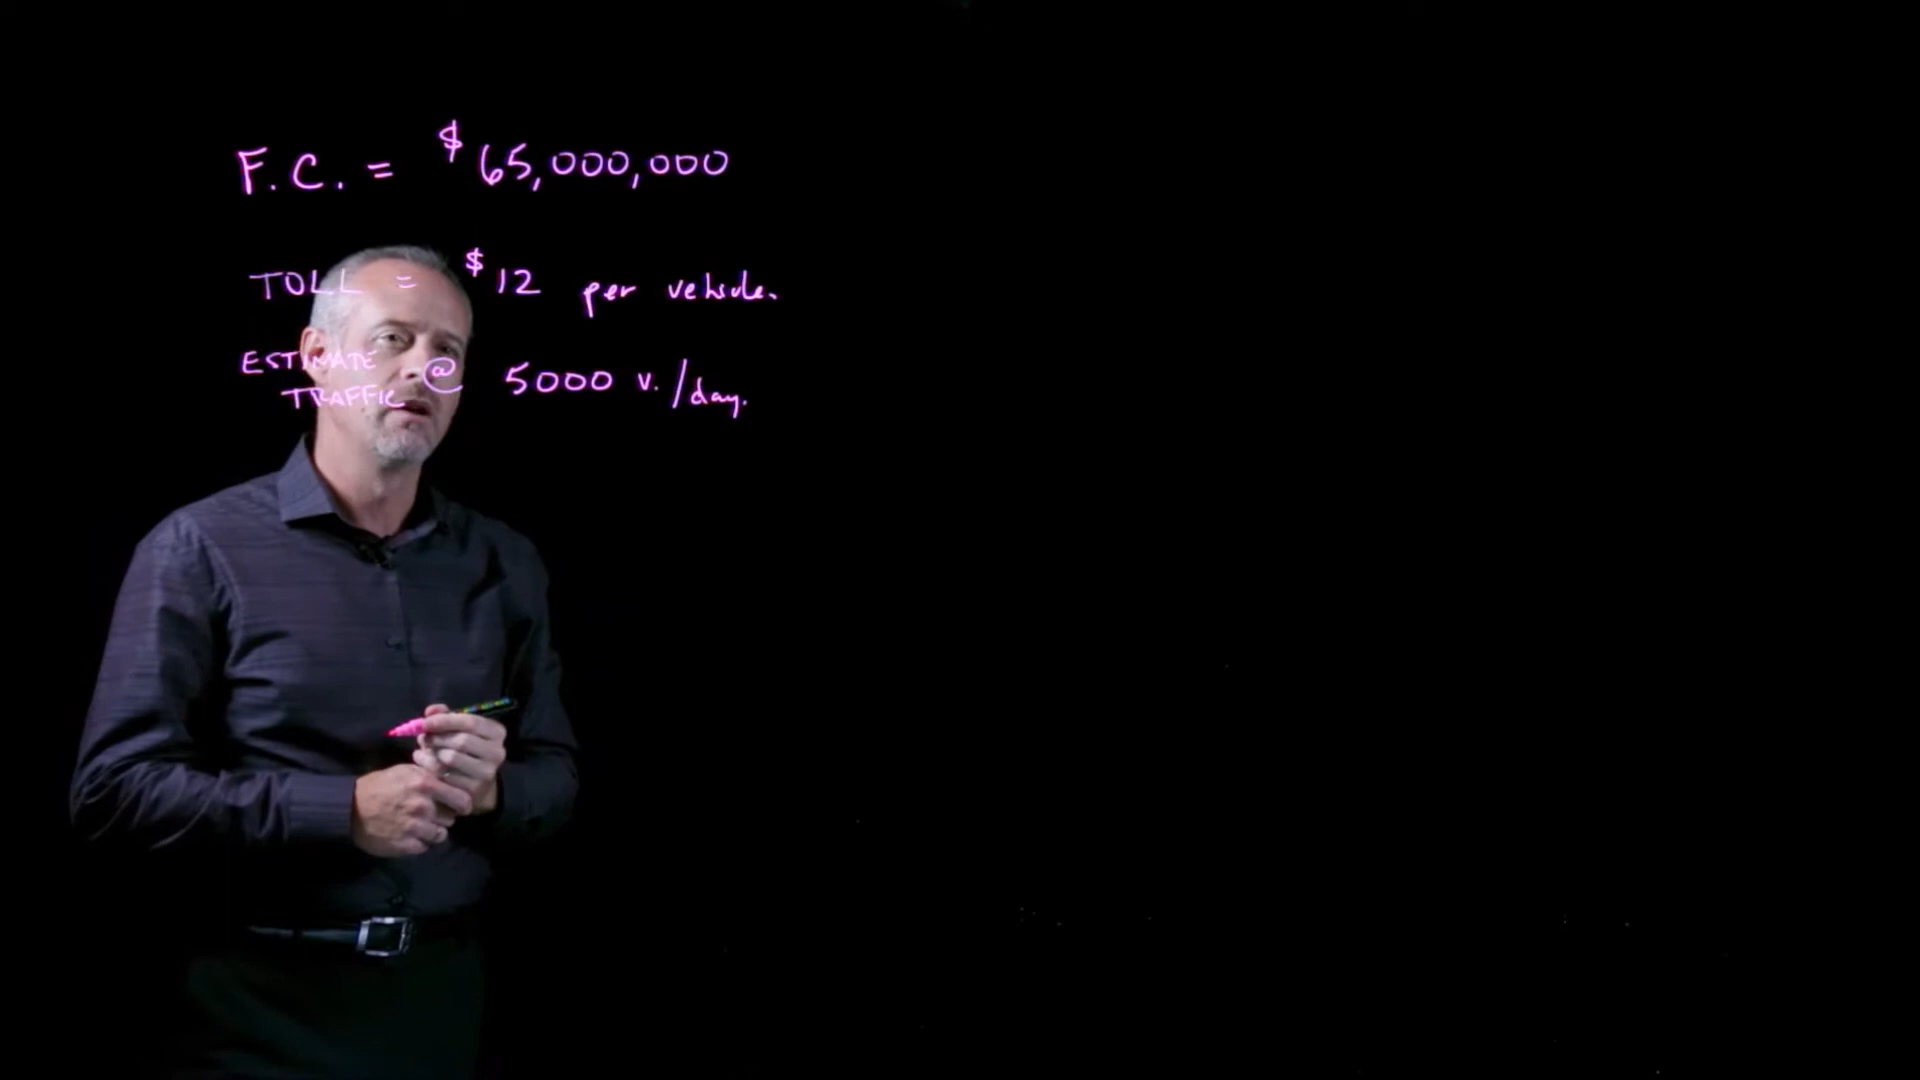 F.C. = $65,000,000
TOLL = $12 per vehicle.
ESTIMATE TRAFFIC @ 5000 v./day.